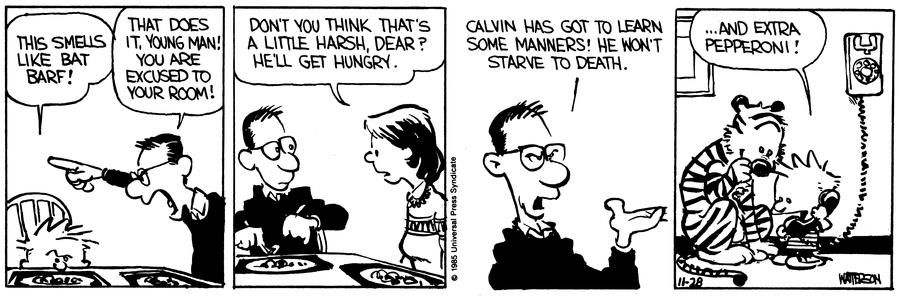 THIS SMELLS
LIKE BAT
BARF!
THAT DOES
IT, YOUNG MAN!
YOU ARE
EXCUSED TO
YOUR ROOM!
DON'T YOU THINK THAT'S
A LITTLE HARSH, DEAR?
HE'LL GET HUNGRY.
© 1985 Universal Press Syndicate
CALVIN HAS GOT TO LEARN
SOME MANNERS! HE WON'T
STARVE TO DEATH.
...AND EXTRA
PEPPERONI!
11-28
WATTERSON